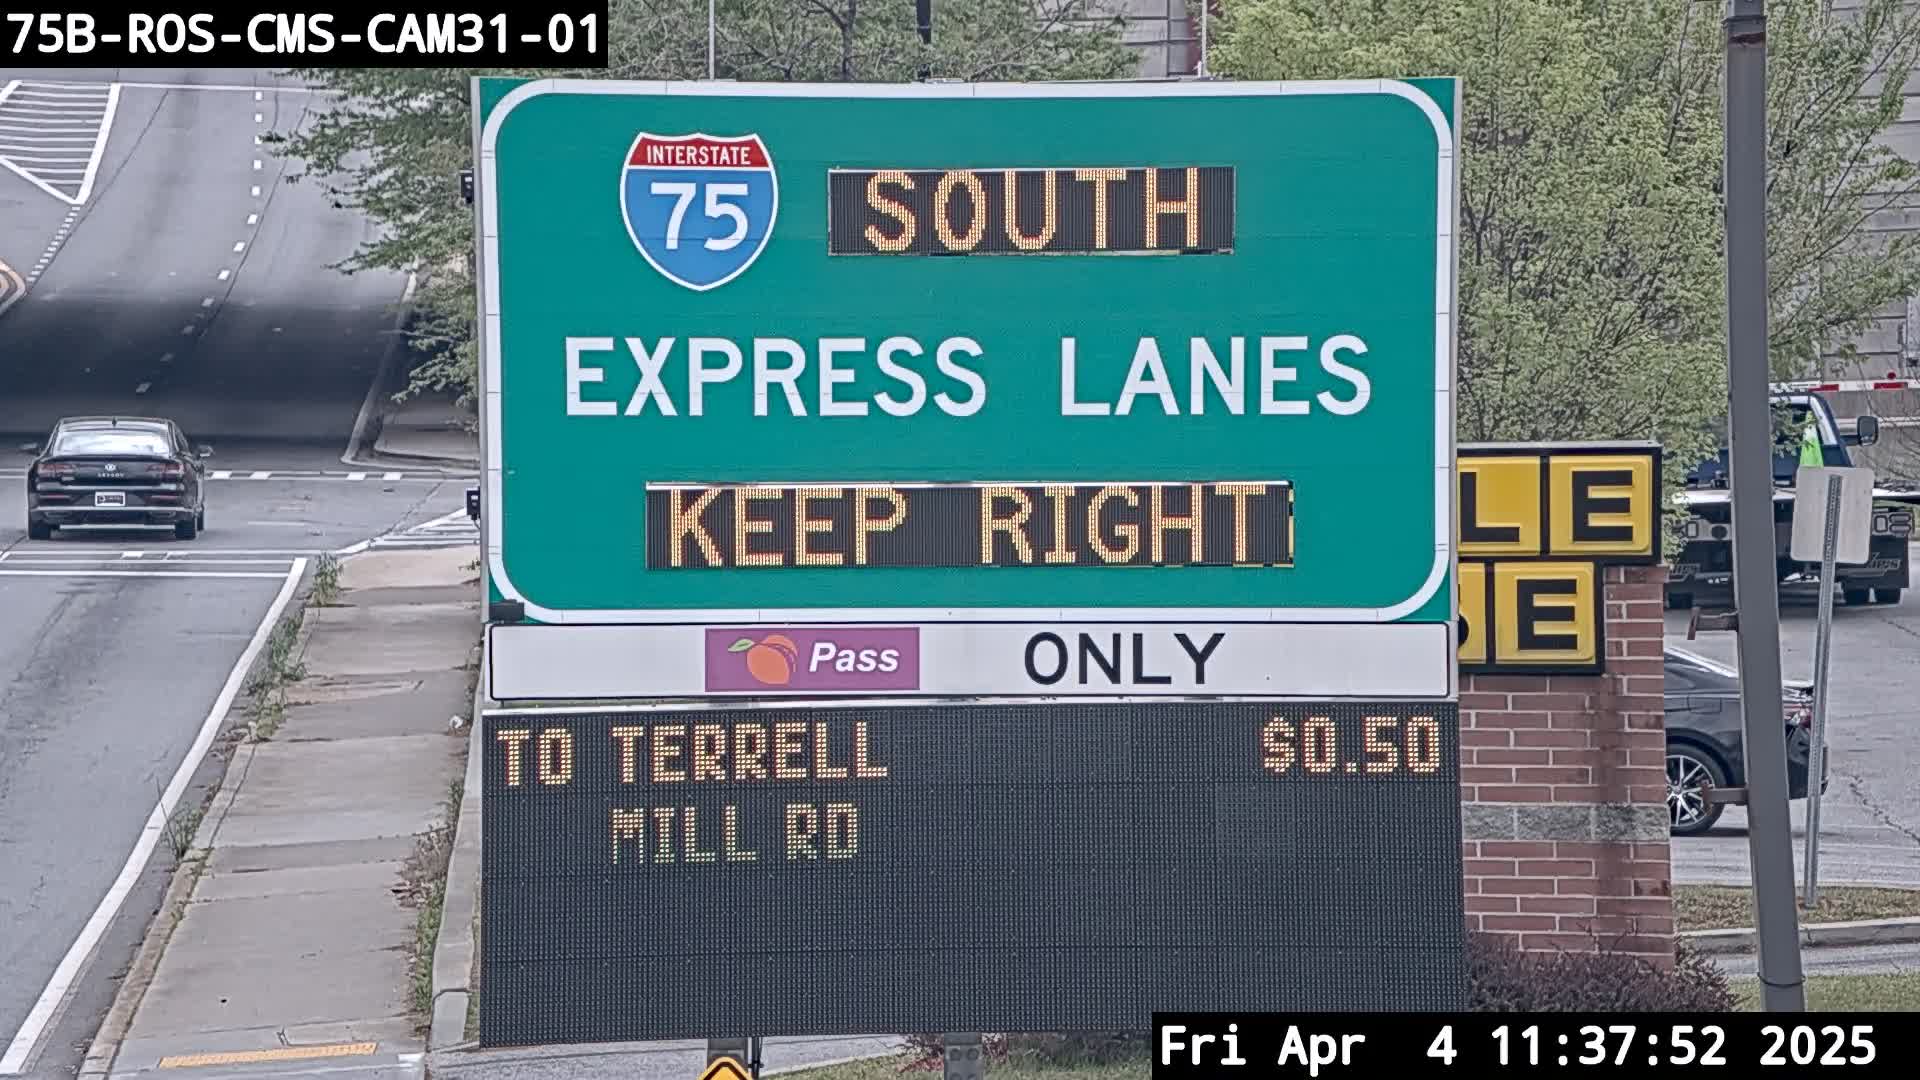 75B-ROS-CMS-CAM31-01
INTERSTATE
75
SOUTH
EXPRESS LANES
KEEP RIGHT
LE
E
Pass ONLY
TO TERRELL $0.50
MILL RD
Fri Apr 4 11:37:52 2025